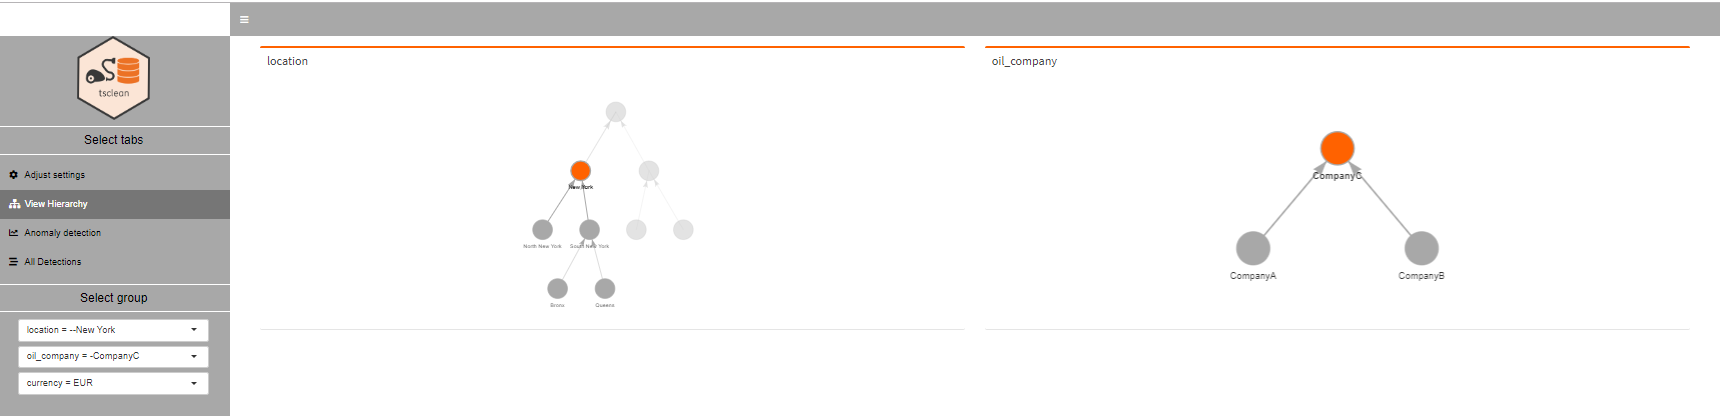 tsclean
Select tabs
Adjust settings
View Hierarchy
Anomaly detection
All Detections
Select group
location = --New York
oil_company = -CompanyC
currency = EUR
location
New York
North New York
South New York
Bronx
Queens
oil_company
CompanyC
CompanyA
CompanyB